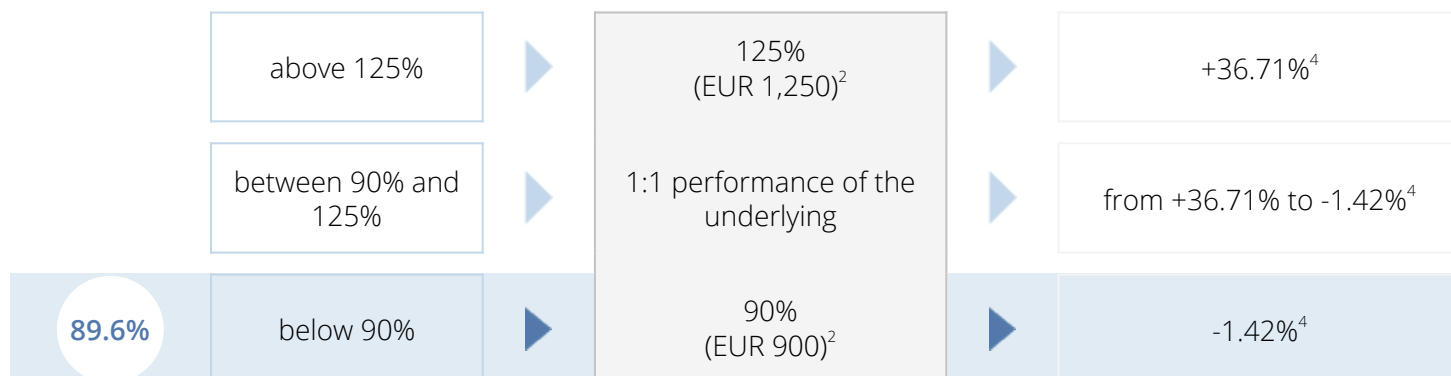 above 125%
125%
(EUR 1,250)²
+36.71%⁴
between 90% and
125%
1:1 performance of the
underlying
from +36.71% to -1.42%⁴
89.6%
below 90%
90%
(EUR 900)²
-1.42%⁴